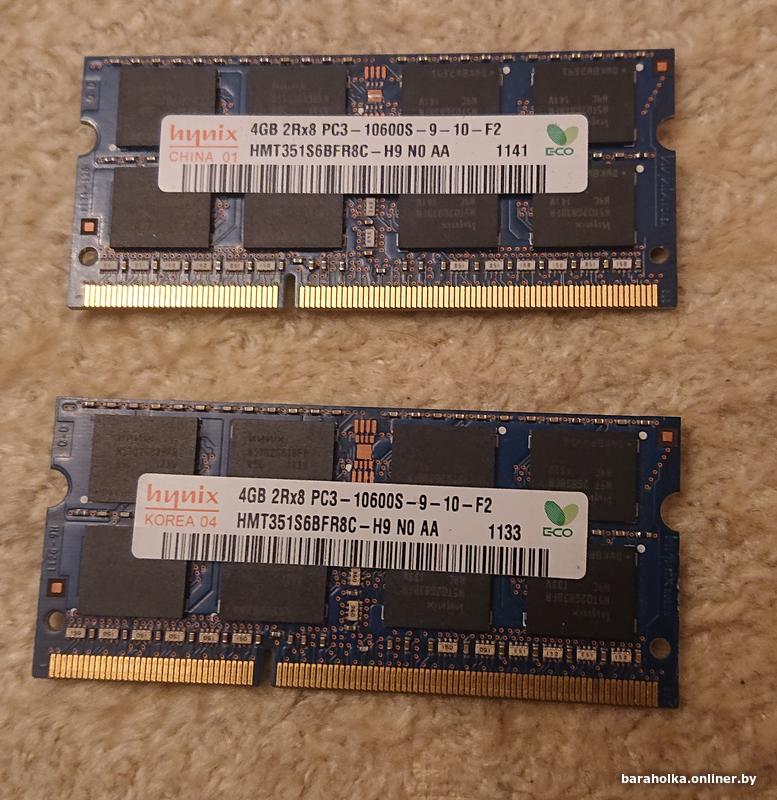 hynix
CHINA 01
4GB 2Rx8 PC3-10600S-9-10-F2
HMT351S6BFR8C-H9 N0 AA 1141
ECO
hynix
KOREA 04
4GB 2Rx8 PC3-10600S-9-10-F2
HMT351S6BFR8C-H9 N0 AA 1133
ECO
baraholka.onliner.by